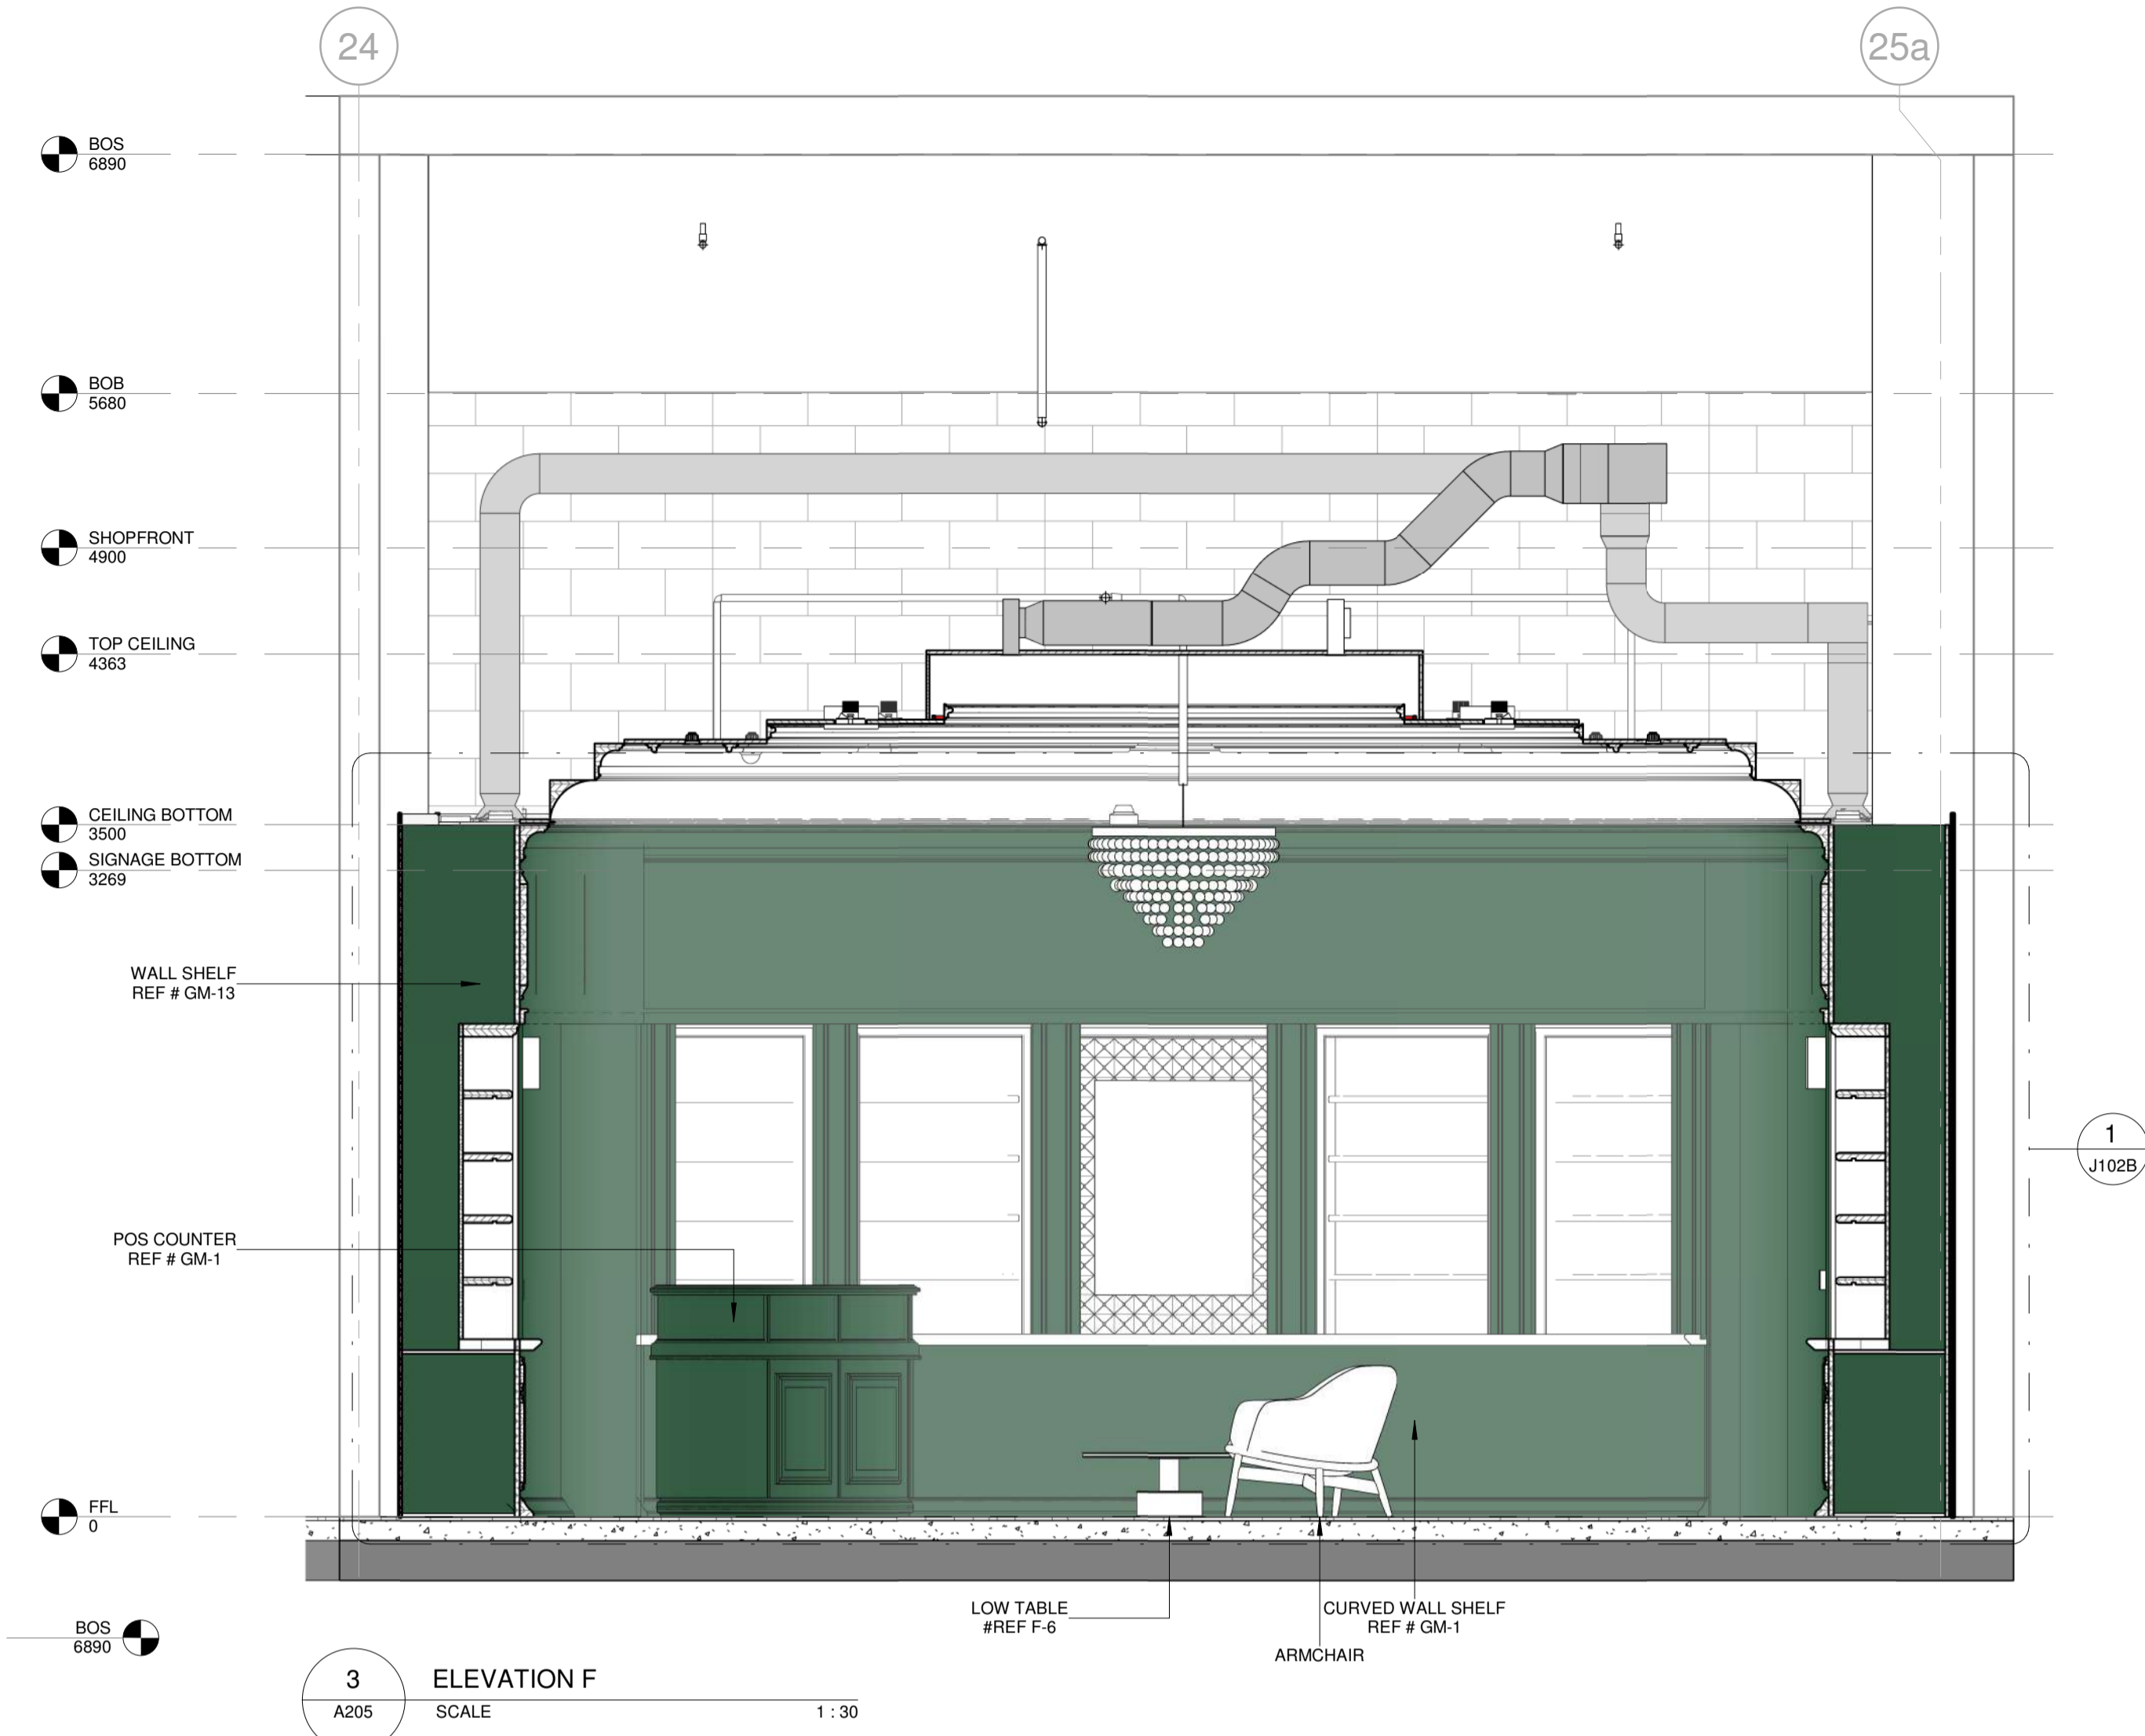 24
25a
BOS
6890
BOB
5680
SHOPFRONT
4900
TOP CEILING
4363
CEILING BOTTOM
3500
SIGNAGE BOTTOM
3269
WALL SHELF
REF # GM-13
1
J102B
POS COUNTER
REF # GM-1
FFL
0
LOW TABLE
#REF F-6
CURVED WALL SHELF
REF # GM-1
ARMCHAIR
BOS
6890
3
ELEVATION F
A205
SCALE
1 : 30